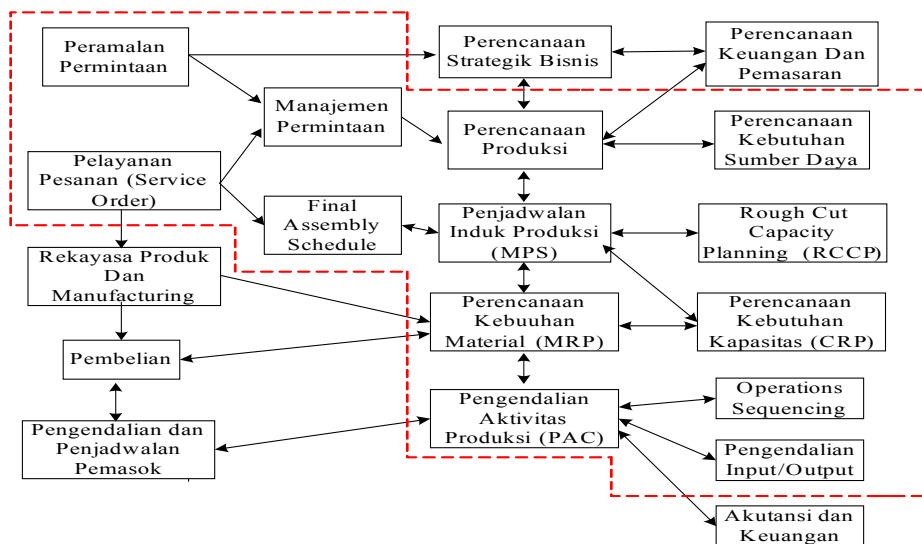 Peramalan
Permintaan
Perencanaan
Strategik Bisnis
Perencanaan
Keuangan Dan
Pemasaran
Manajemen
Permintaan
Perencanaan
Produksi
Perencanaan
Kebutuhan
Sumber Daya
Pelayanan
Pesanan (Service
Order)
Final
Assembly
Schedule
Penjadwalan
Induk Produksi
(MPS)
Rough Cut
Capacity
Planning (RCCP)
Rekayasa Produk
Dan
Manufacturing
Perencanaan
Kebuuhan
Material (MRP)
Perencanaan
Kebutuhan
Kapasitas (CRP)
Pembelian
Pengendalian dan
Penjadwalan
Pemasok
Pengendalian
Aktivitas
Produksi (PAC)
Operations
Sequencing
Pengendalian
Input/Output
Akutansi dan
Keuangan